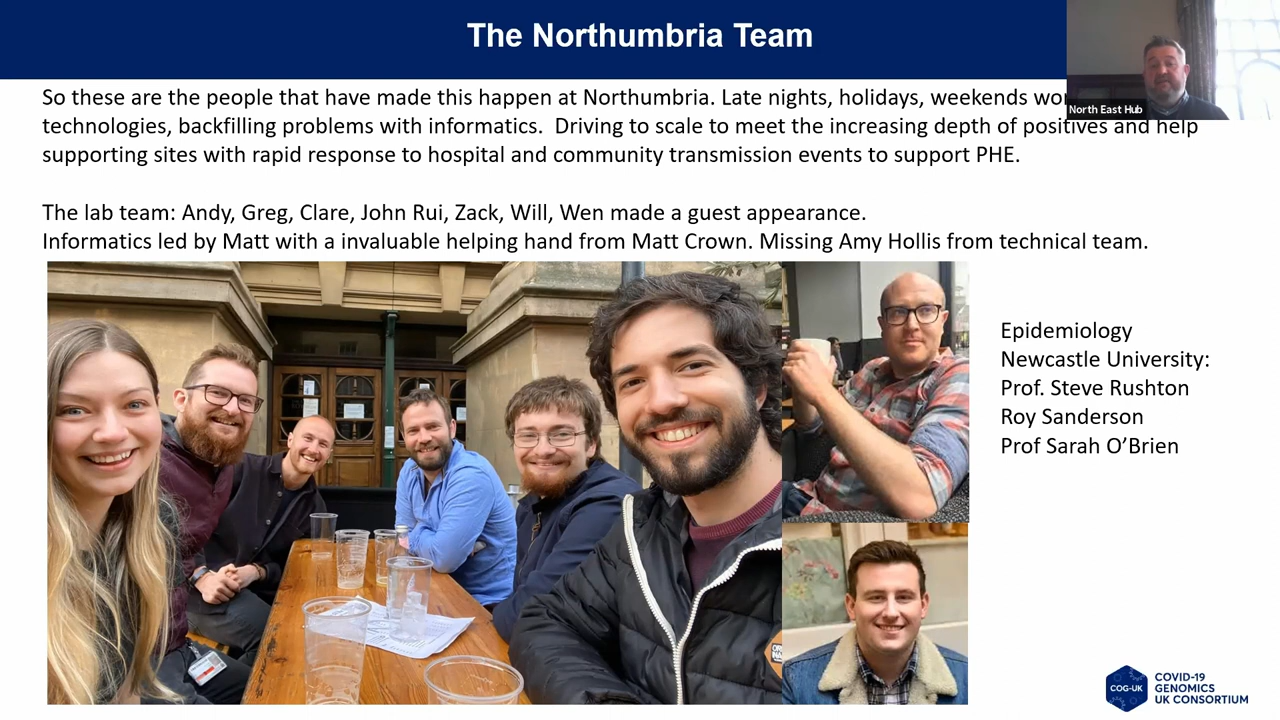 The Northumbria Team
North East Hub
So these are the people that have made this happen at Northumbria. Late nights, holidays, weekends
technologies, backfilling problems with informatics.  Driving to scale to meet the increasing depth of positives and help
supporting sites with rapid response to hospital and community transmission events to support PHE.
The lab team: Andy, Greg, Clare, John Rui, Zack, Will, Wen made a guest appearance.
Informatics led by Matt with a invaluable helping hand from Matt Crown. Missing Amy Hollis from technical team.
Epidemiology
Newcastle University:
Prof. Steve Rushton
Roy Sanderson
Prof Sarah O’Brien
COG-UK
COVID-19
GENOMICS
UK CONSORTIUM